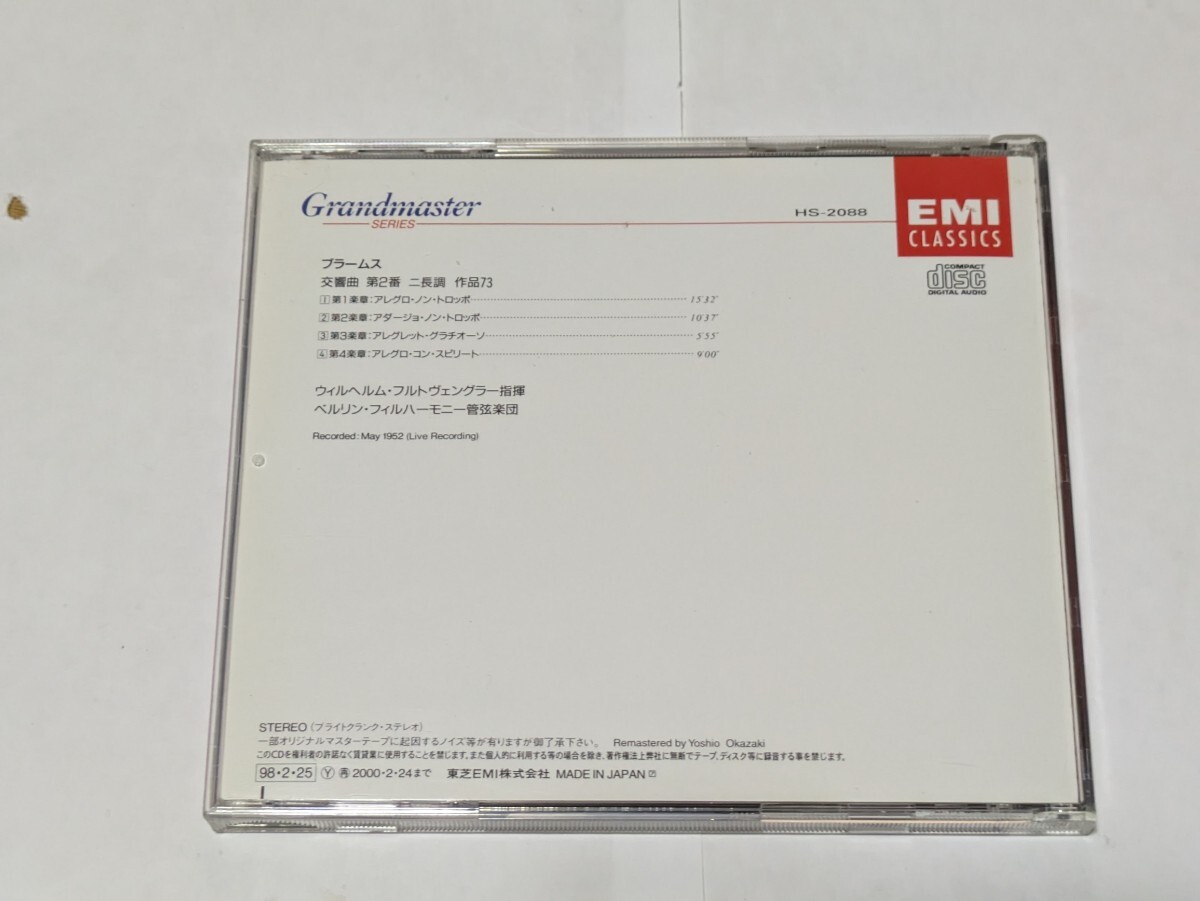 Grandmaster
SERIES
HS-2088
EMI
CLASSICS
COMPACT
disc
DIGITAL AUDIO
ブラームス
交響曲 第2番 ニ長調 作品73
1 第1楽章:アレグロ・ノン・トロッポ 15'32"
2 第2楽章:アダージョ・ノン・トロッポ 10'37"
3 第3楽章:アレグレット・グラチオーソ 5'55"
4 第4楽章:アレグロ・コン・スピリート 9'00"
ウィルヘルム・フルトヴェングラー指揮
ベルリン・フィルハーモニー管弦楽団
Recorded: May 1952 (Live Recording)
STEREO (ブライトクランク・ステレオ)
一部オリジナルマスターテープに起因するノイズ等が有りますが御了承下さい。 Remastered by Yoshio Okazaki
このCDを権利者の許諾なく賃貸業に使用することを禁じます。また個人的に利用する等の場合を除き、著作権法上弊社に無断でテープ、ディスク等に録音する事を禁じます。
98・2・25 Ⓨ 2000・2・24まで 東芝EMI株式会社 MADE IN JAPAN